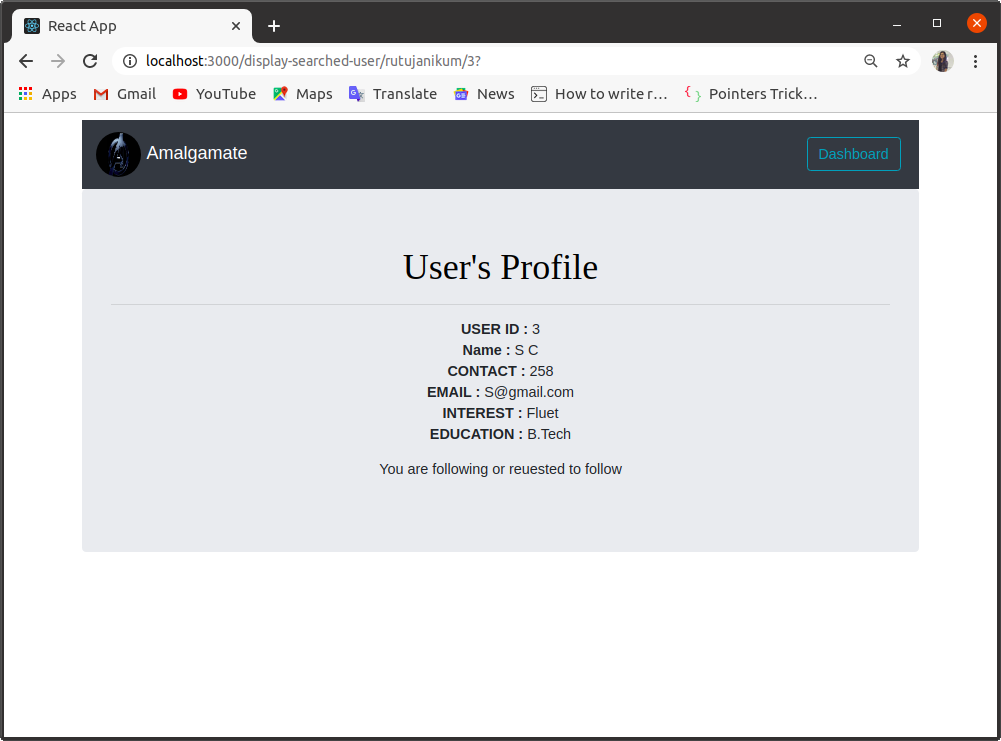 React App
localhost:3000/display-searched-user/rutujanikum/3?
Apps Gmail YouTube Maps Translate News How to write r… Pointers Trick…
Amalgamate Dashboard
User's Profile
USER ID : 3
Name : S C
CONTACT : 258
EMAIL : S@gmail.com
INTEREST : Fluet
EDUCATION : B.Tech
You are following or reuested to follow